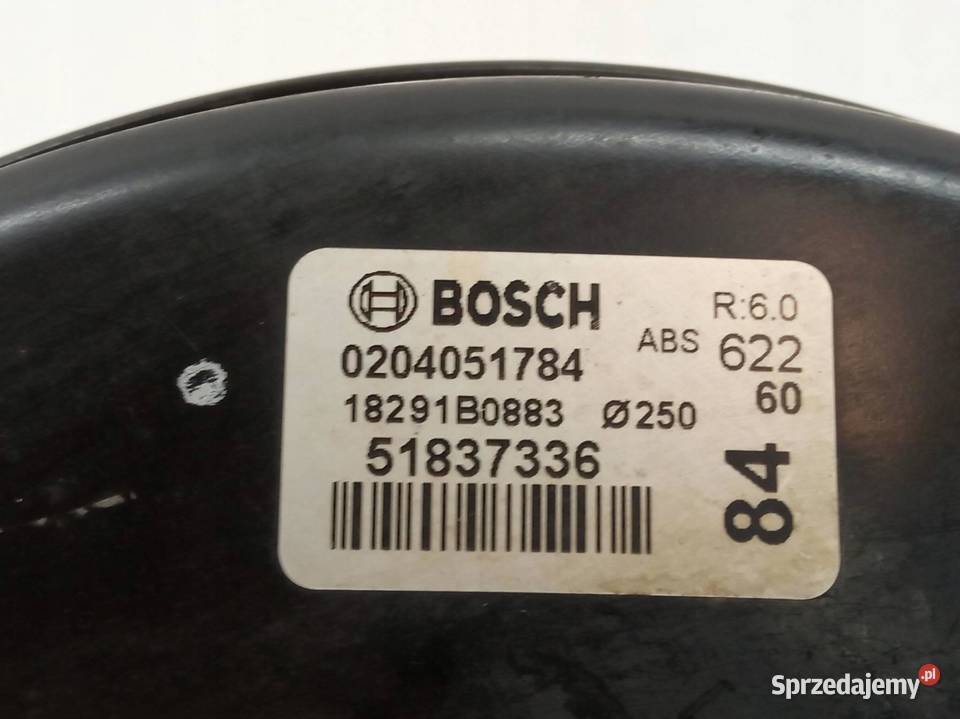 BOSCH
R:6.0
0204051784
ABS 622
18291B0883 Ø250
60
51837336
84
Sprzedajemy.pl